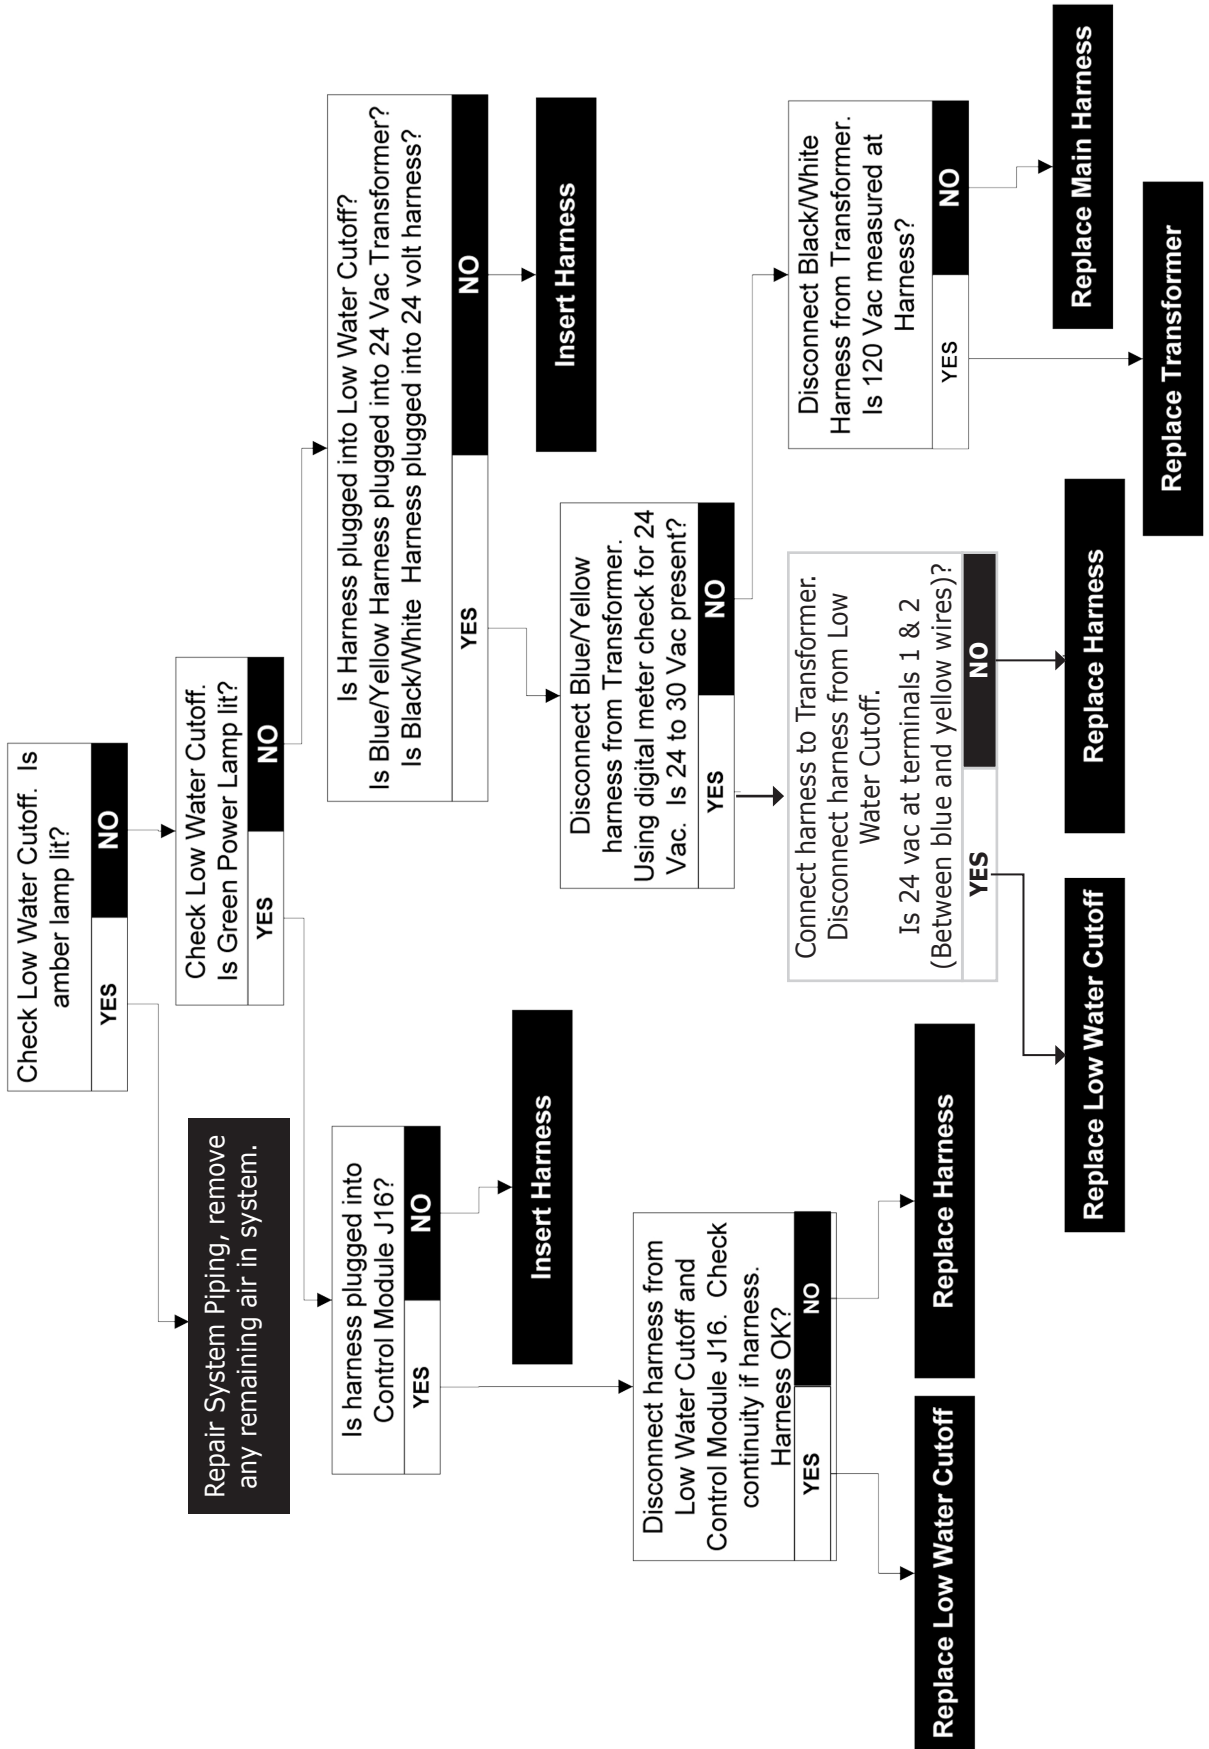 Check Low Water Cutoff.  Is
amber lamp lit?
YES
NO
Repair System Piping, remove
any remaining air in system.
Check Low Water Cutoff.
Is Green Power Lamp lit?
YES
NO
Is harness plugged into
Control Module J16?
YES
NO
Insert Harness
Is Harness plugged into Low Water Cutoff?
Is Blue/Yellow Harness plugged into 24 Vac Transformer?
Is Black/White  Harness plugged into 24 volt harness?
YES
NO
Insert Harness
Disconnect harness from
Low Water Cutoff and
Control Module J16.  Check
continuity if harness.
Harness OK?
YES
NO
Replace Low Water Cutoff
Replace Harness
Disconnect Blue/Yellow
harness from Transformer.
Using digital meter check for 24
Vac.  Is 24 to 30 Vac present?
YES
NO
Connect harness to Transformer.
Disconnect harness from Low
Water Cutoff.
Is 24 vac at terminals 1 & 2
(Between blue and yellow wires)?
YES
NO
Replace Low Water Cutoff
Replace Harness
Disconnect Black/White
Harness from Transformer.
Is 120 Vac measured at
Harness?
YES
NO
Replace Transformer
Replace Main Harness